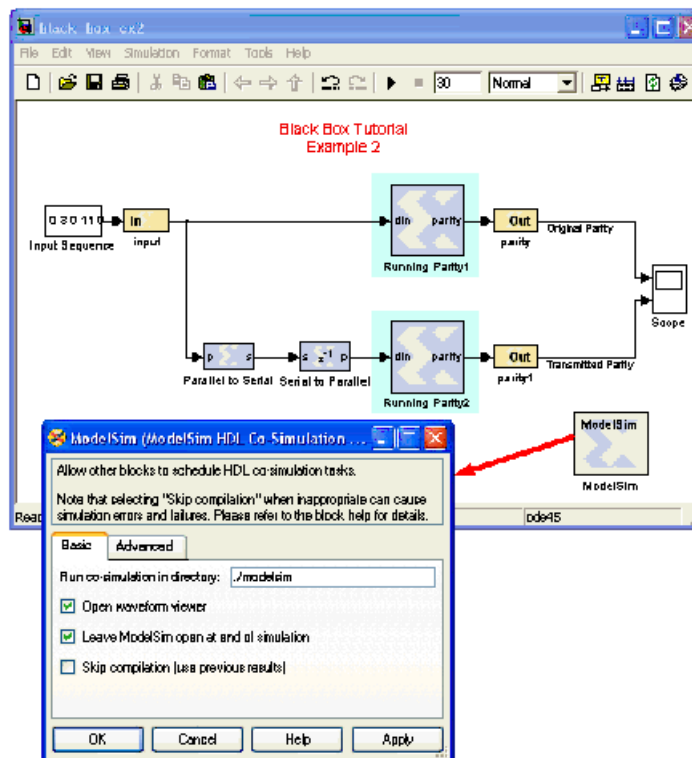 Black Box ex2
File Edit View Simulation Format Tools Help
30 Normal
Black Box Tutorial
Example 2
0 3 0 11 0
Input Sequence
In
input
din parity
Running Parity1
Out
parity
Original Parity
Scope
p s
Parallel to Serial
s z-1 p
Serial to Parallel
din parity
Running Parity2
Out
parity1
Transmitted Parity
ModelSim
ModelSim
ode45
ModelSim (ModelSim HDL Co-Simulation ...
Allow other blocks to schedule HDL co-simulation tasks.
Note that selecting "Skip compilation" when inappropriate can cause
simulation errors and failures. Please refer to the block help for details.
Basic Advanced
Run co-simulation in directory: ./modelsim
Open waveform viewer
Leave ModelSim open at end of simulation
Skip compilation (use previous results)
OK Cancel Help Apply